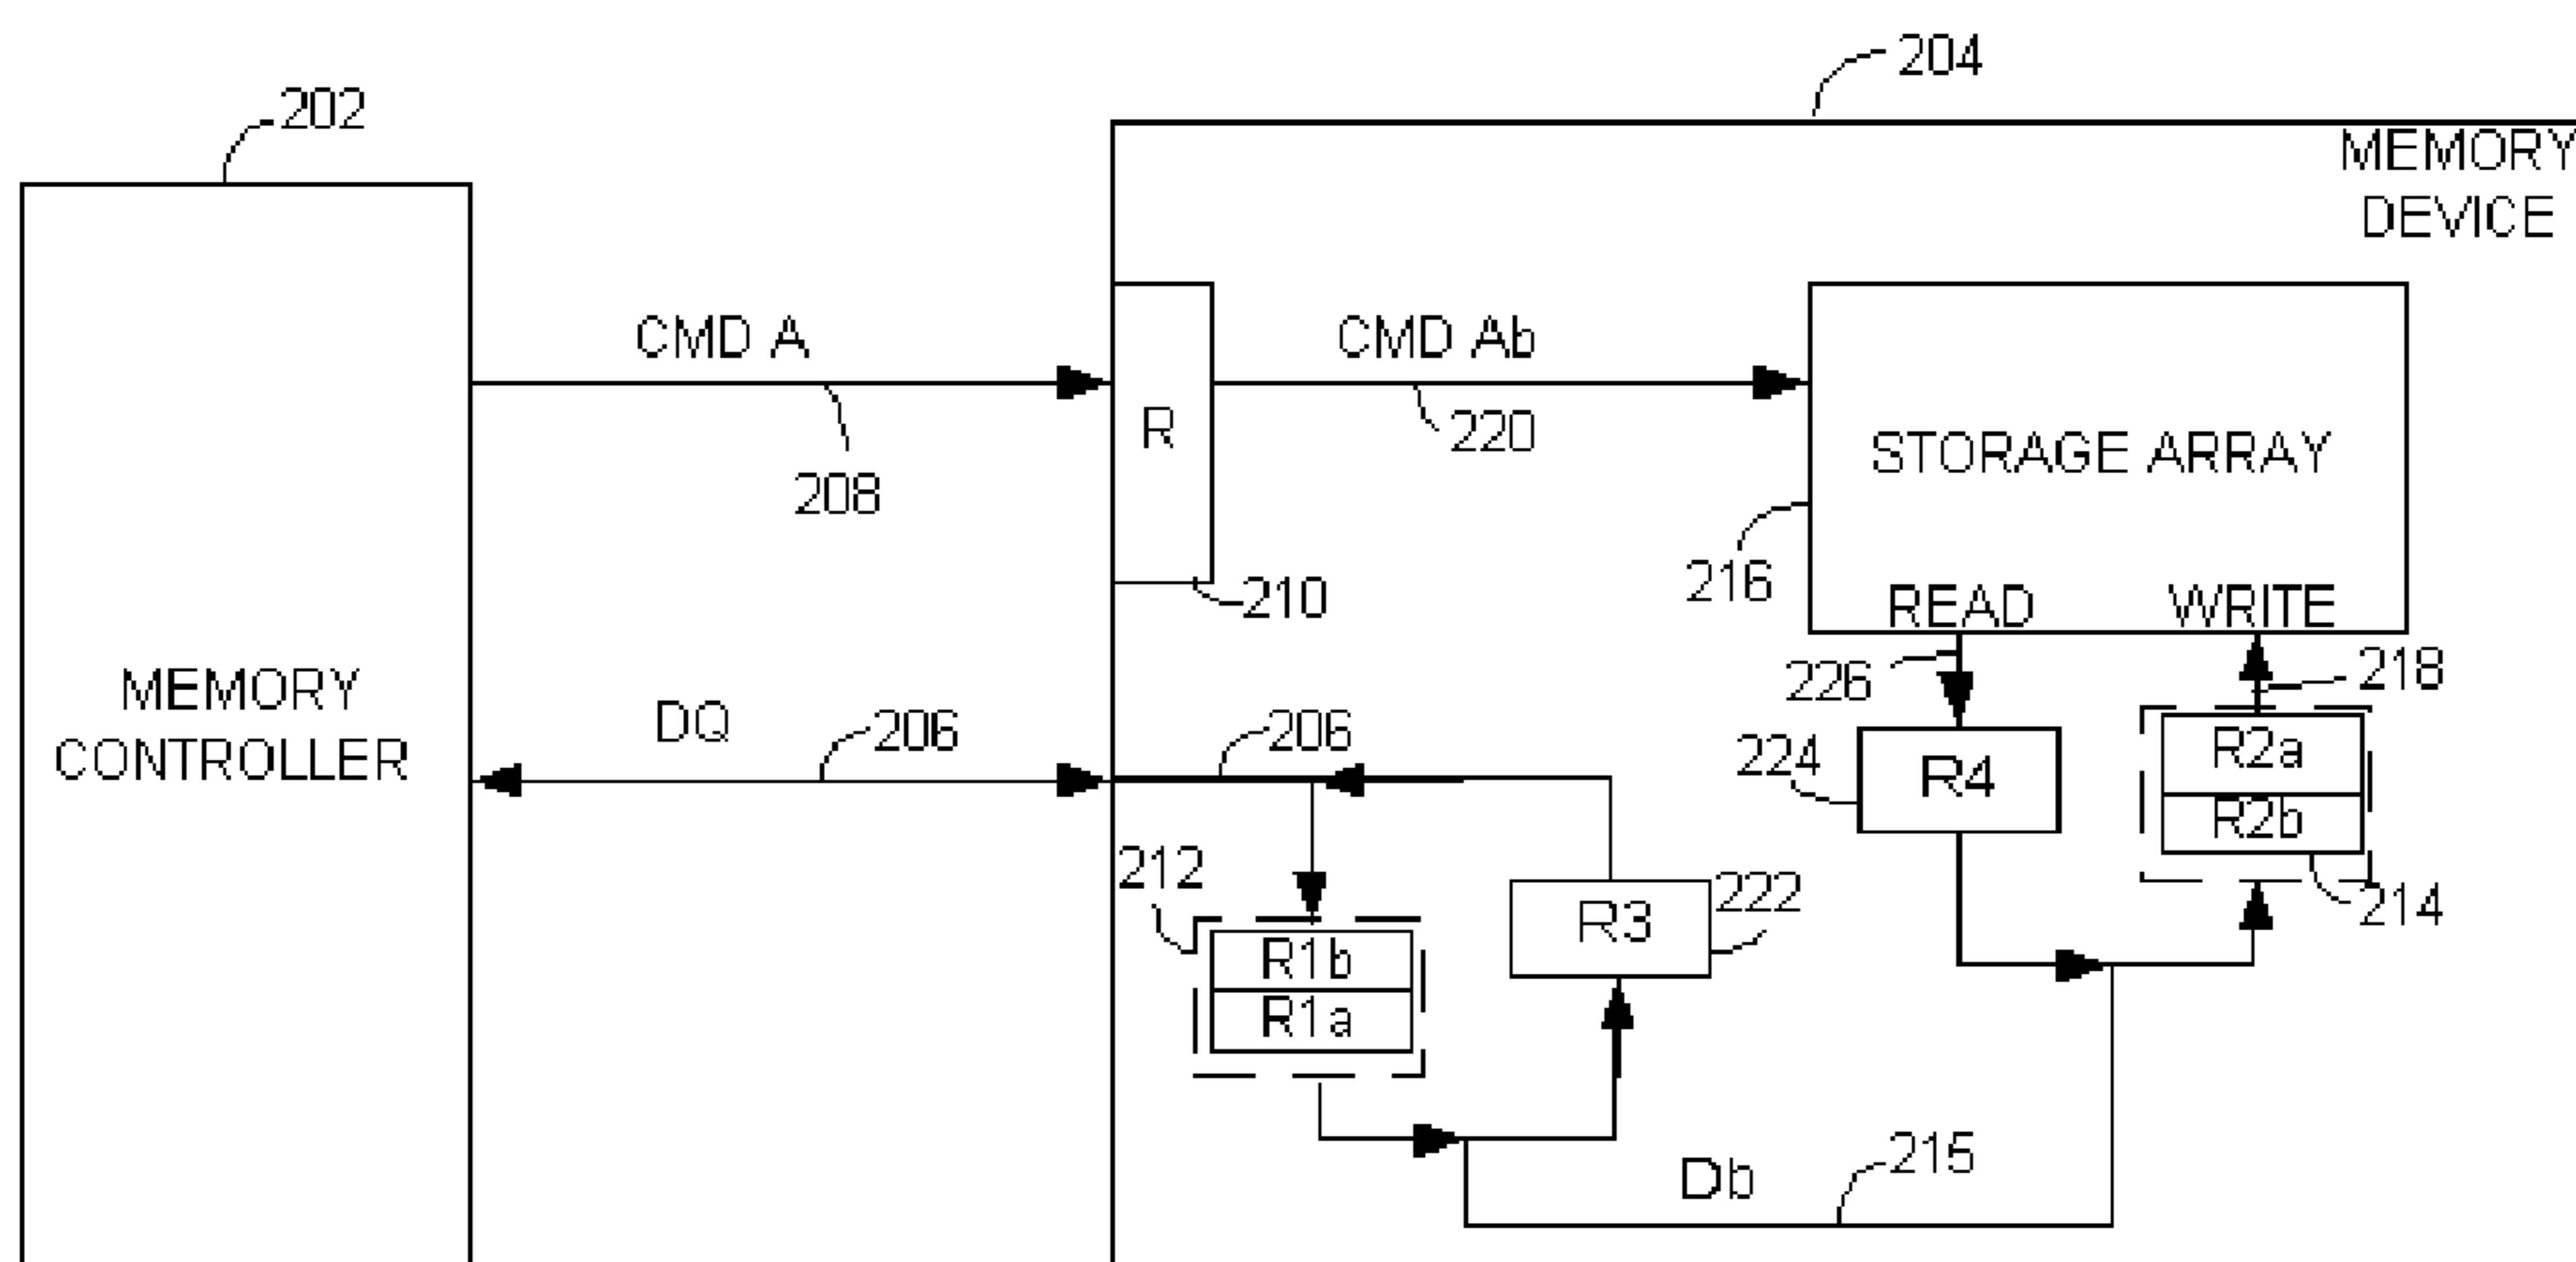 204
202
MEMORY
DEVICE
CMD A
CMD Ab
R
220
208
STORAGE ARRAY
216
210
READ
WRITE
226
218
MEMORY
CONTROLLER
DQ
206
206
224
R4
R2a
R2b
212
222
214
R1b
R1a
R3
Db
215